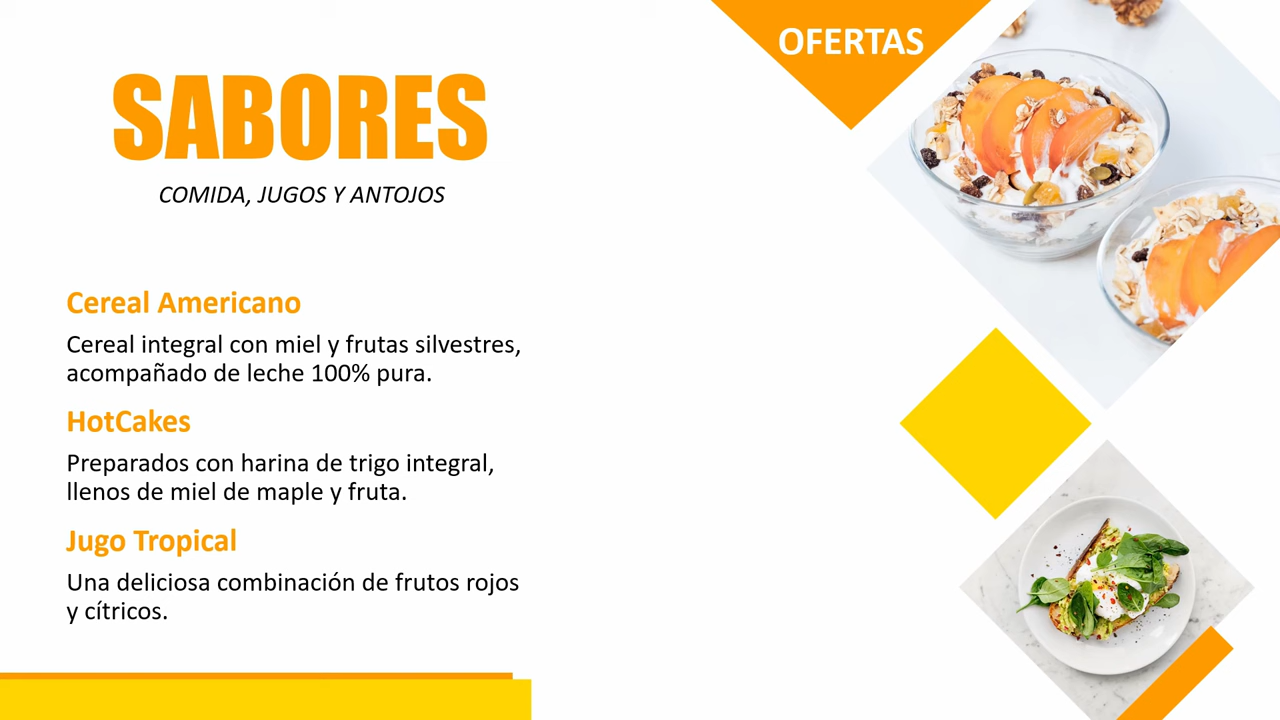 OFERTAS
SABORES
COMIDA, JUGOS Y ANTOJOS
Cereal Americano
Cereal integral con miel y frutas silvestres,
acompañado de leche 100% pura.
HotCakes
Preparados con harina de trigo integral,
llenos de miel de maple y fruta.
Jugo Tropical
Una deliciosa combinación de frutos rojos
y cítricos.